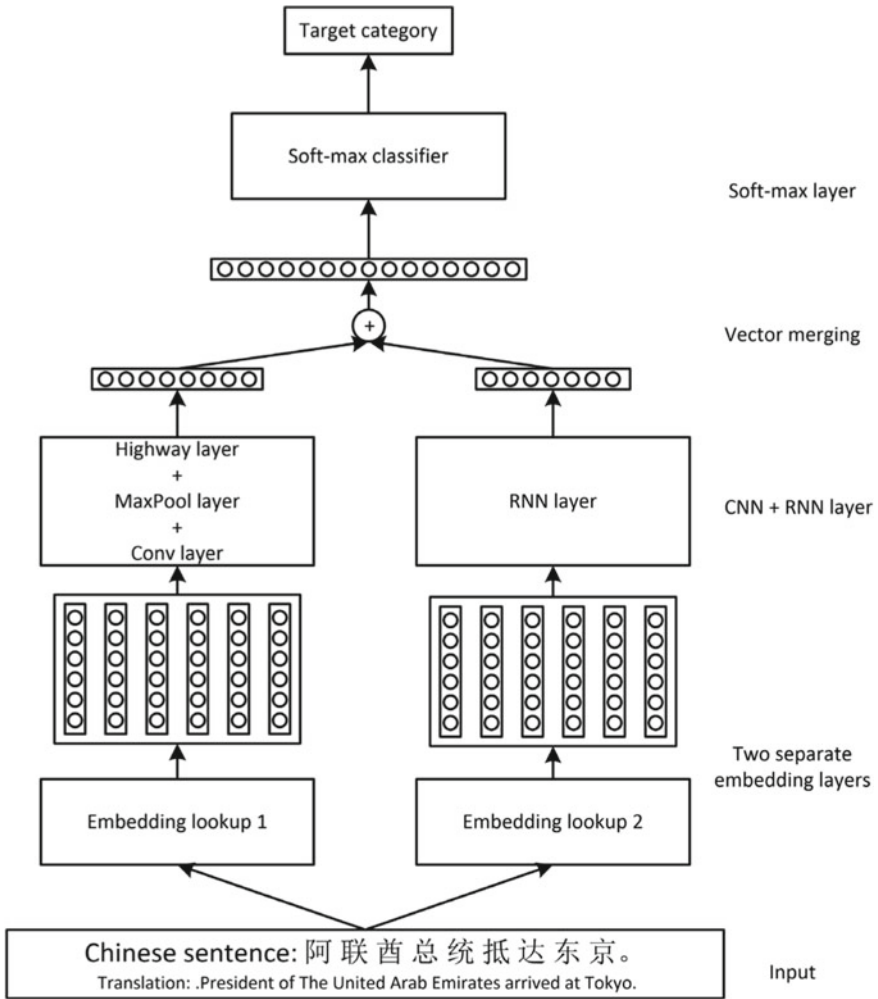 Target category
Soft-max classifier
Soft-max layer
+
Vector merging
Highway layer
+
MaxPool layer
+
Conv layer
RNN layer
CNN + RNN layer
Two separate
embedding layers
Embedding lookup 1
Embedding lookup 2
Chinese sentence: 阿 联 酋 总 统 抵 达 东 京。
Translation: .President of The United Arab Emirates arrived at Tokyo.
Input